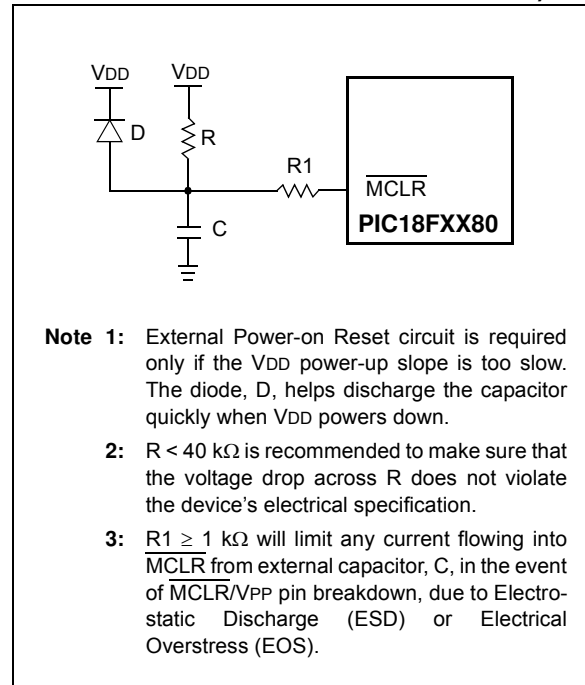 VDD VDD
D
R
R1
MCLR
PIC18FXX80
C
Note 1: External Power-on Reset circuit is required
only if the VDD power-up slope is too slow.
The diode, D, helps discharge the capacitor
quickly when VDD powers down.
2: R < 40 kΩ is recommended to make sure that
the voltage drop across R does not violate
the device's electrical specification.
3: R1 ≥ 1 kΩ will limit any current flowing into
MCLR from external capacitor, C, in the event
of MCLR/VPP pin breakdown, due to Electro-
static Discharge (ESD) or Electrical
Overstress (EOS).